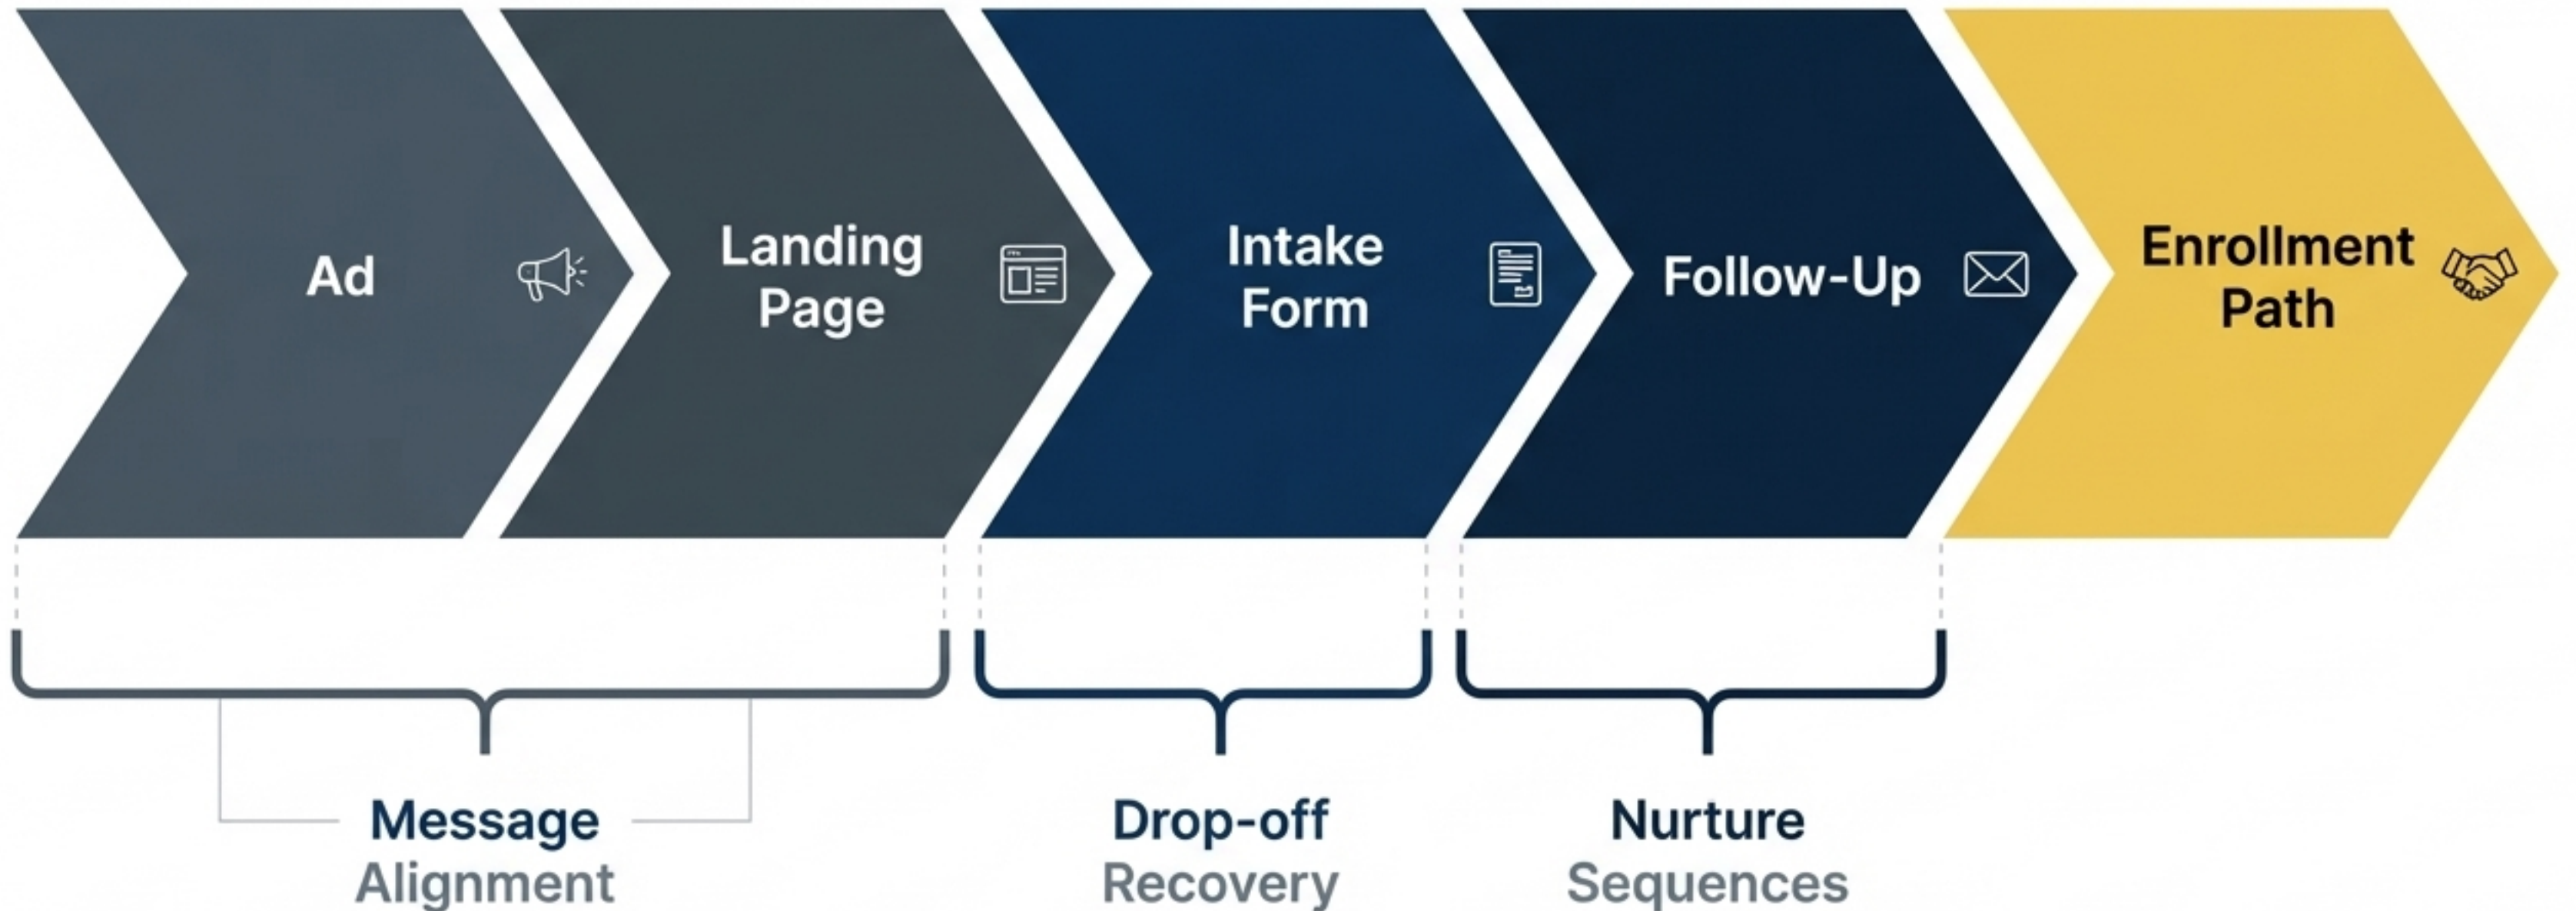 Ad
Landing
Page
Intake
Form
Follow-Up
Enrollment
Path
Message
Alignment
Drop-off
Recovery
Nurture
Sequences